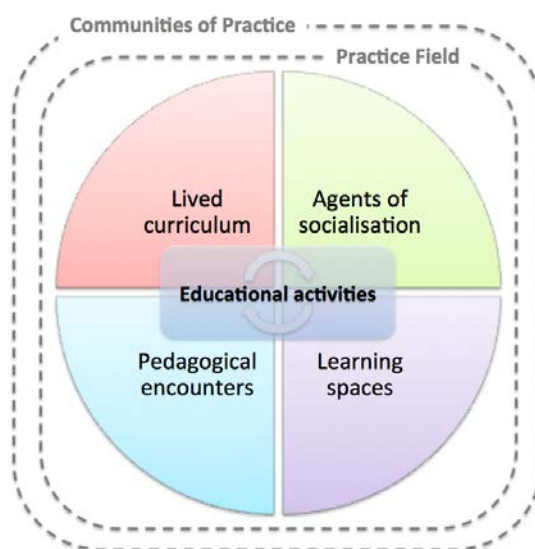 Communities of Practice
Practice Field
Lived
curriculum
Agents of
socialisation
Educational activities
Pedagogical
encounters
Learning
spaces